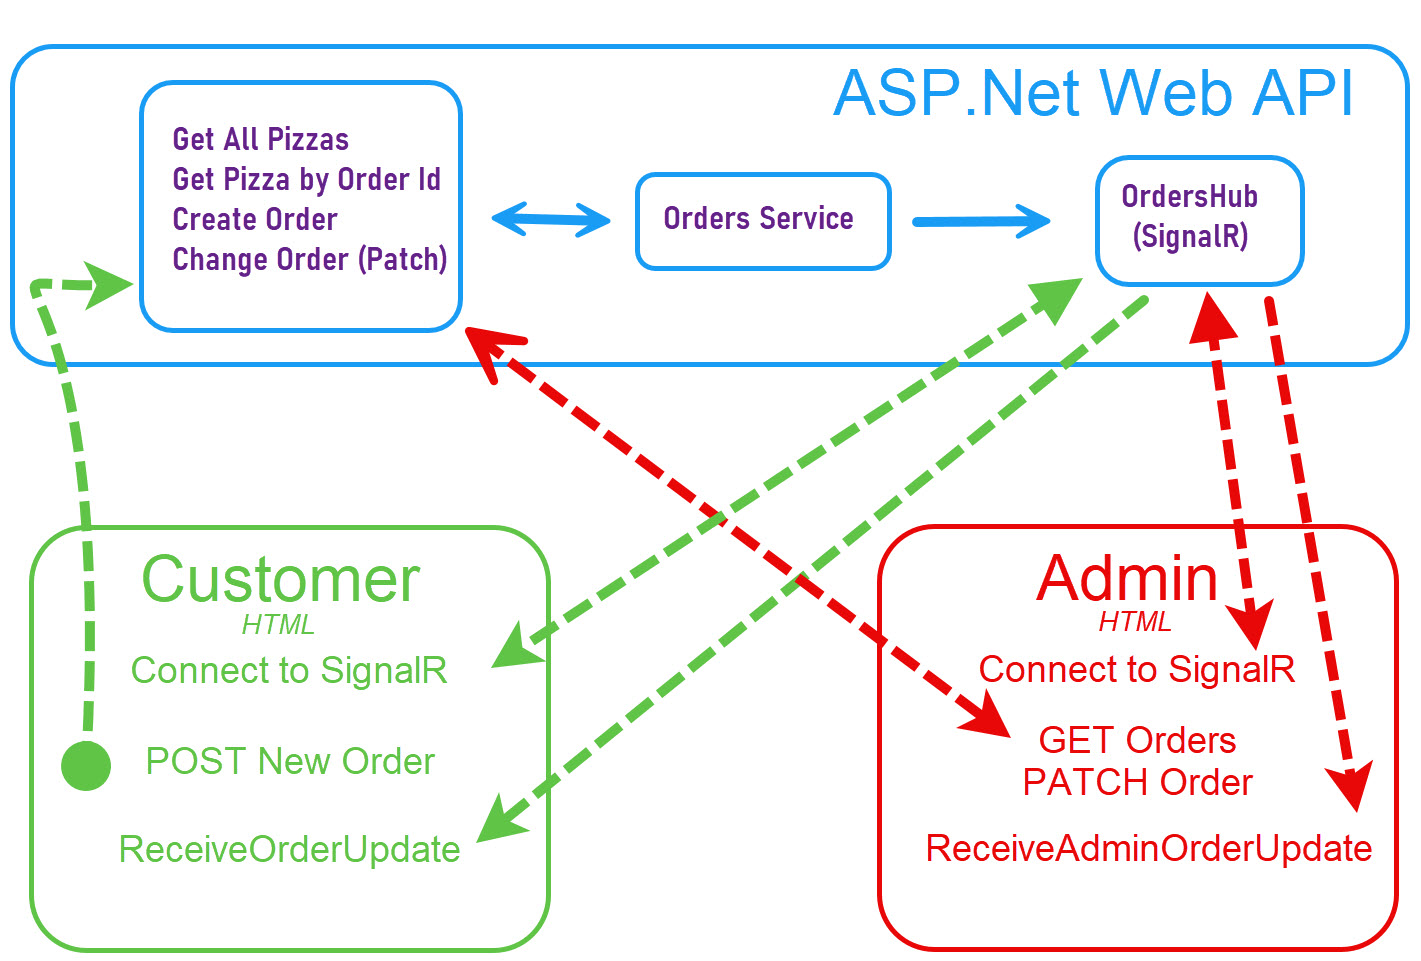 ASP.Net Web API
Get All Pizzas
Get Pizza by Order Id
Create Order
Change Order (Patch)
Orders Service
OrdersHub
(SignalR)
Customer
HTML
Connect to SignalR
POST New Order
ReceiveOrderUpdate
Admin
HTML
Connect to SignalR
GET Orders
PATCH Order
ReceiveAdminOrderUpdate